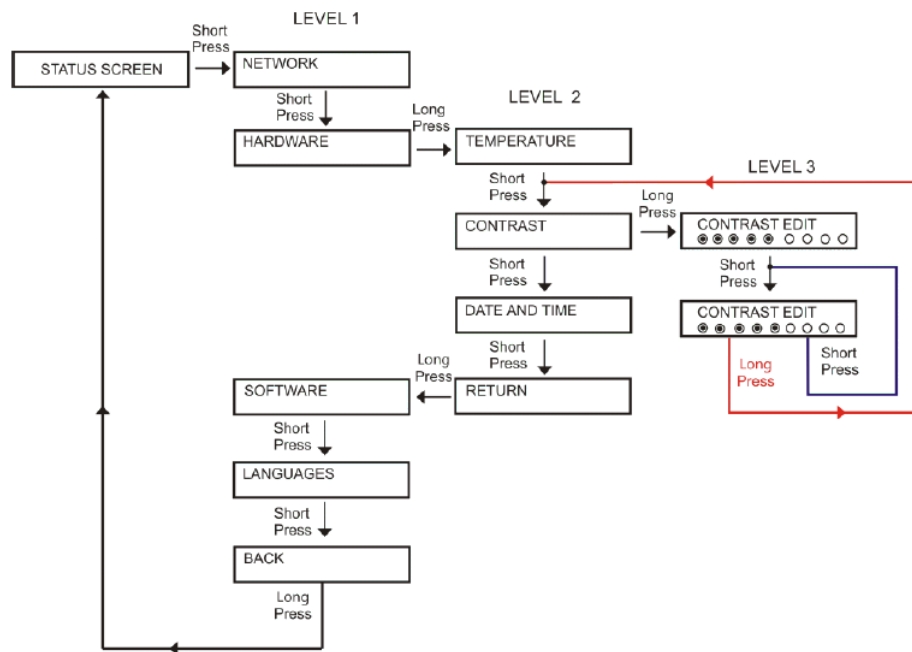 LEVEL 1
Short
Press
STATUS SCREEN
NETWORK
Short
Press
LEVEL 2
Long
Press
HARDWARE
TEMPERATURE
LEVEL 3
Short
Press
Long
Press
CONTRAST
CONTRAST EDIT
Short
Press
Short
Press
DATE AND TIME
CONTRAST EDIT
Short
Press
Long
Press
Long
Press
Short
Press
SOFTWARE
RETURN
Short
Press
LANGUAGES
Short
Press
BACK
Long
Press